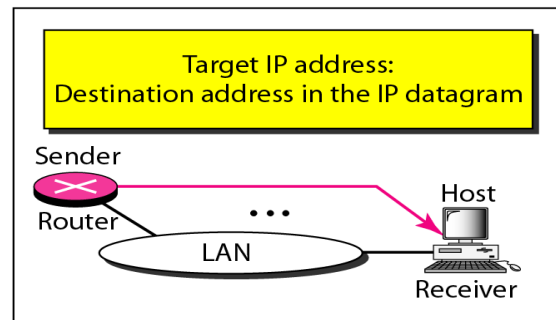 Target IP address:
Destination address in the IP datagram
Sender
Router
...
LAN
Host
Receiver